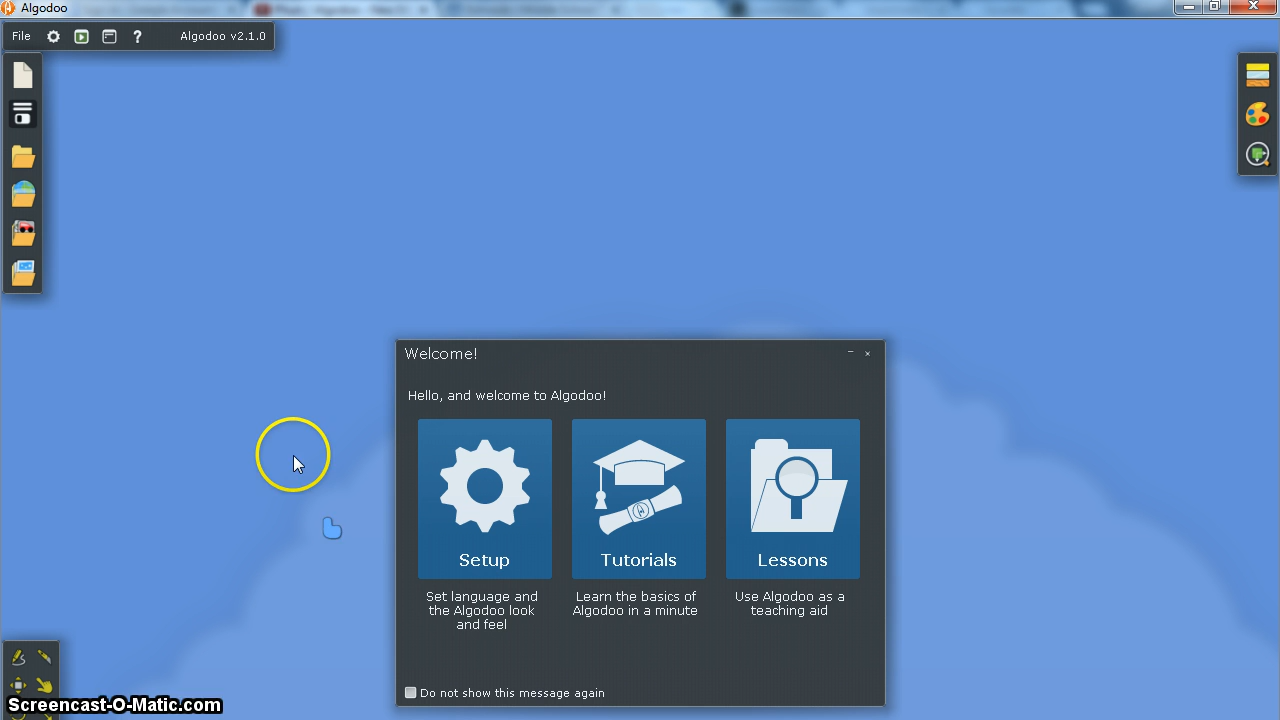 Algodoo
File
Algodoo v2.1.0
Welcome!
Hello, and welcome to Algodoo!
Setup
Set language and
the Algodoo look
and feel
Tutorials
Learn the basics of
Algodoo in a minute
Lessons
Use Algodoo as a
teaching aid
Do not show this message again
Screencast-O-Matic.com